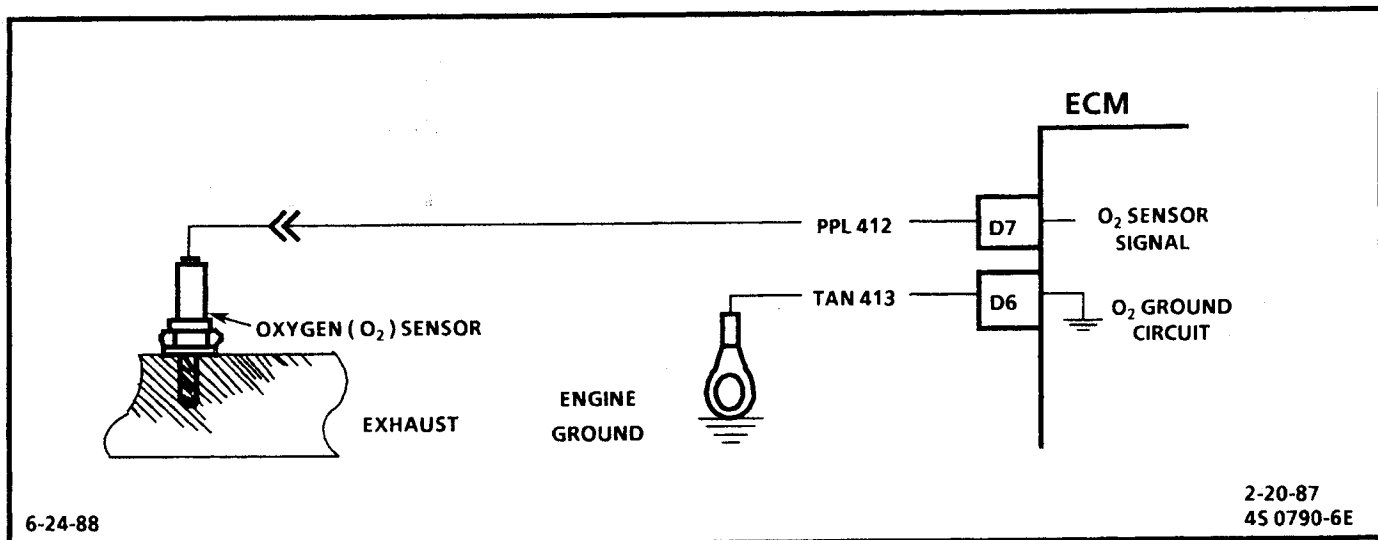 ECM
PPL 412
D7
O₂ SENSOR
SIGNAL
TAN 413
D6
O₂ GROUND
CIRCUIT
OXYGEN ( O₂ ) SENSOR
EXHAUST
ENGINE
GROUND
6-24-88
2-20-87
4S 0790-6E